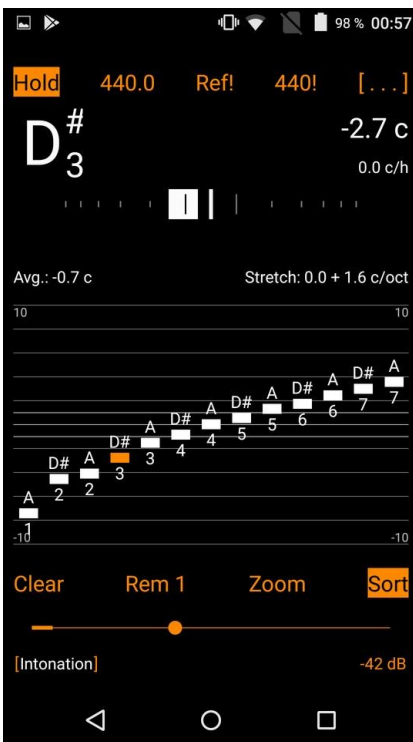 98 % 00:57
Hold 440.0 Ref! 440! [...]
D#3 -2.7 c
0.0 c/h
Avg.: -0.7 c Stretch: 0.0 + 1.6 c/oct
10 10
A 1
D# 2
A 2
D# 3
A 3
D# 4
A 4
D# 5
A 5
D# 6
A 6
D# 7
A 7
-10 -10
Clear Rem 1 Zoom Sort
[Intonation] -42 dB